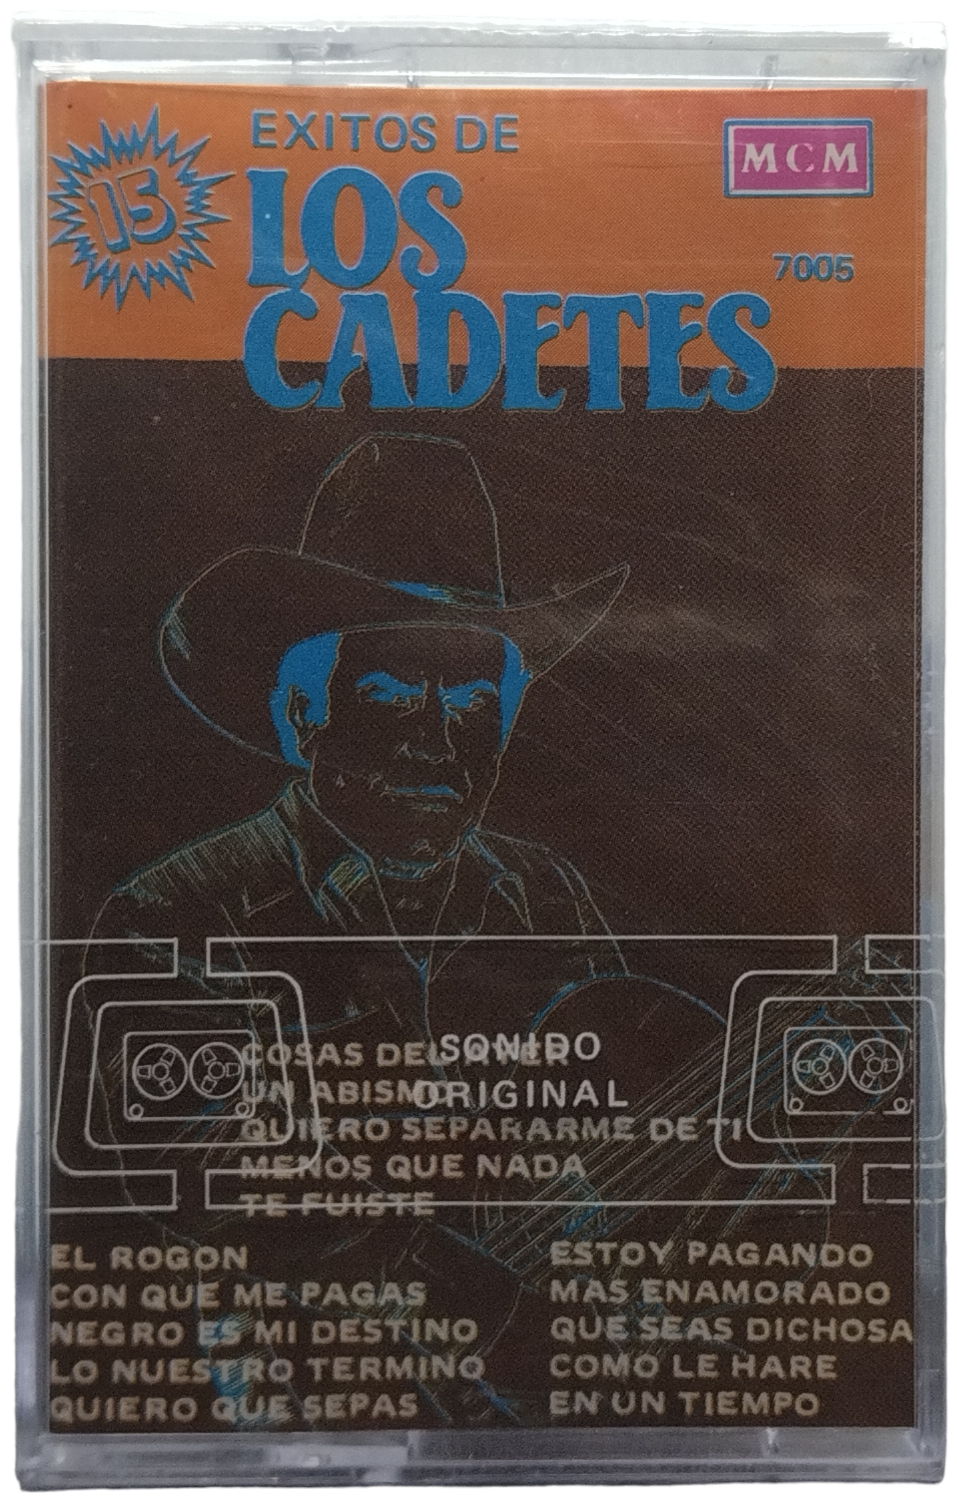 15
EXITOS DE
LOS
CADETES
MCM
7005
SONIDO
ORIGINAL
COSAS DEL AYER
UN ABISMO
QUIERO SEPARARME DE TI
MENOS QUE NADA
TE FUISTE
EL ROGON
CON QUE ME PAGAS
NEGRO ES MI DESTINO
LO NUESTRO TERMINO
QUIERO QUE SEPAS
ESTOY PAGANDO
MAS ENAMORADO
QUE SEAS DICHOSA
COMO LE HARE
EN UN TIEMPO